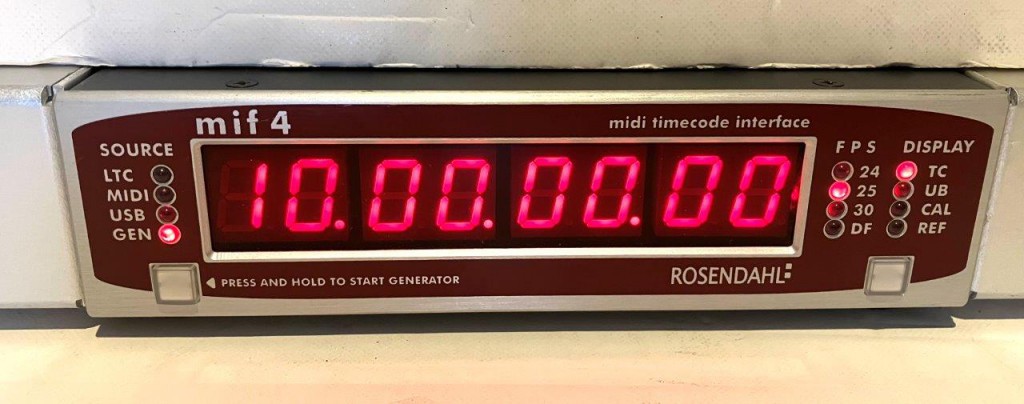 mif 4
midi timecode interface
SOURCE
LTC
MIDI
USB
GEN
10.00.00.00
FPS
24
25
30
DF
DISPLAY
TC
UB
CAL
REF
PRESS AND HOLD TO START GENERATOR
ROSENDAHL